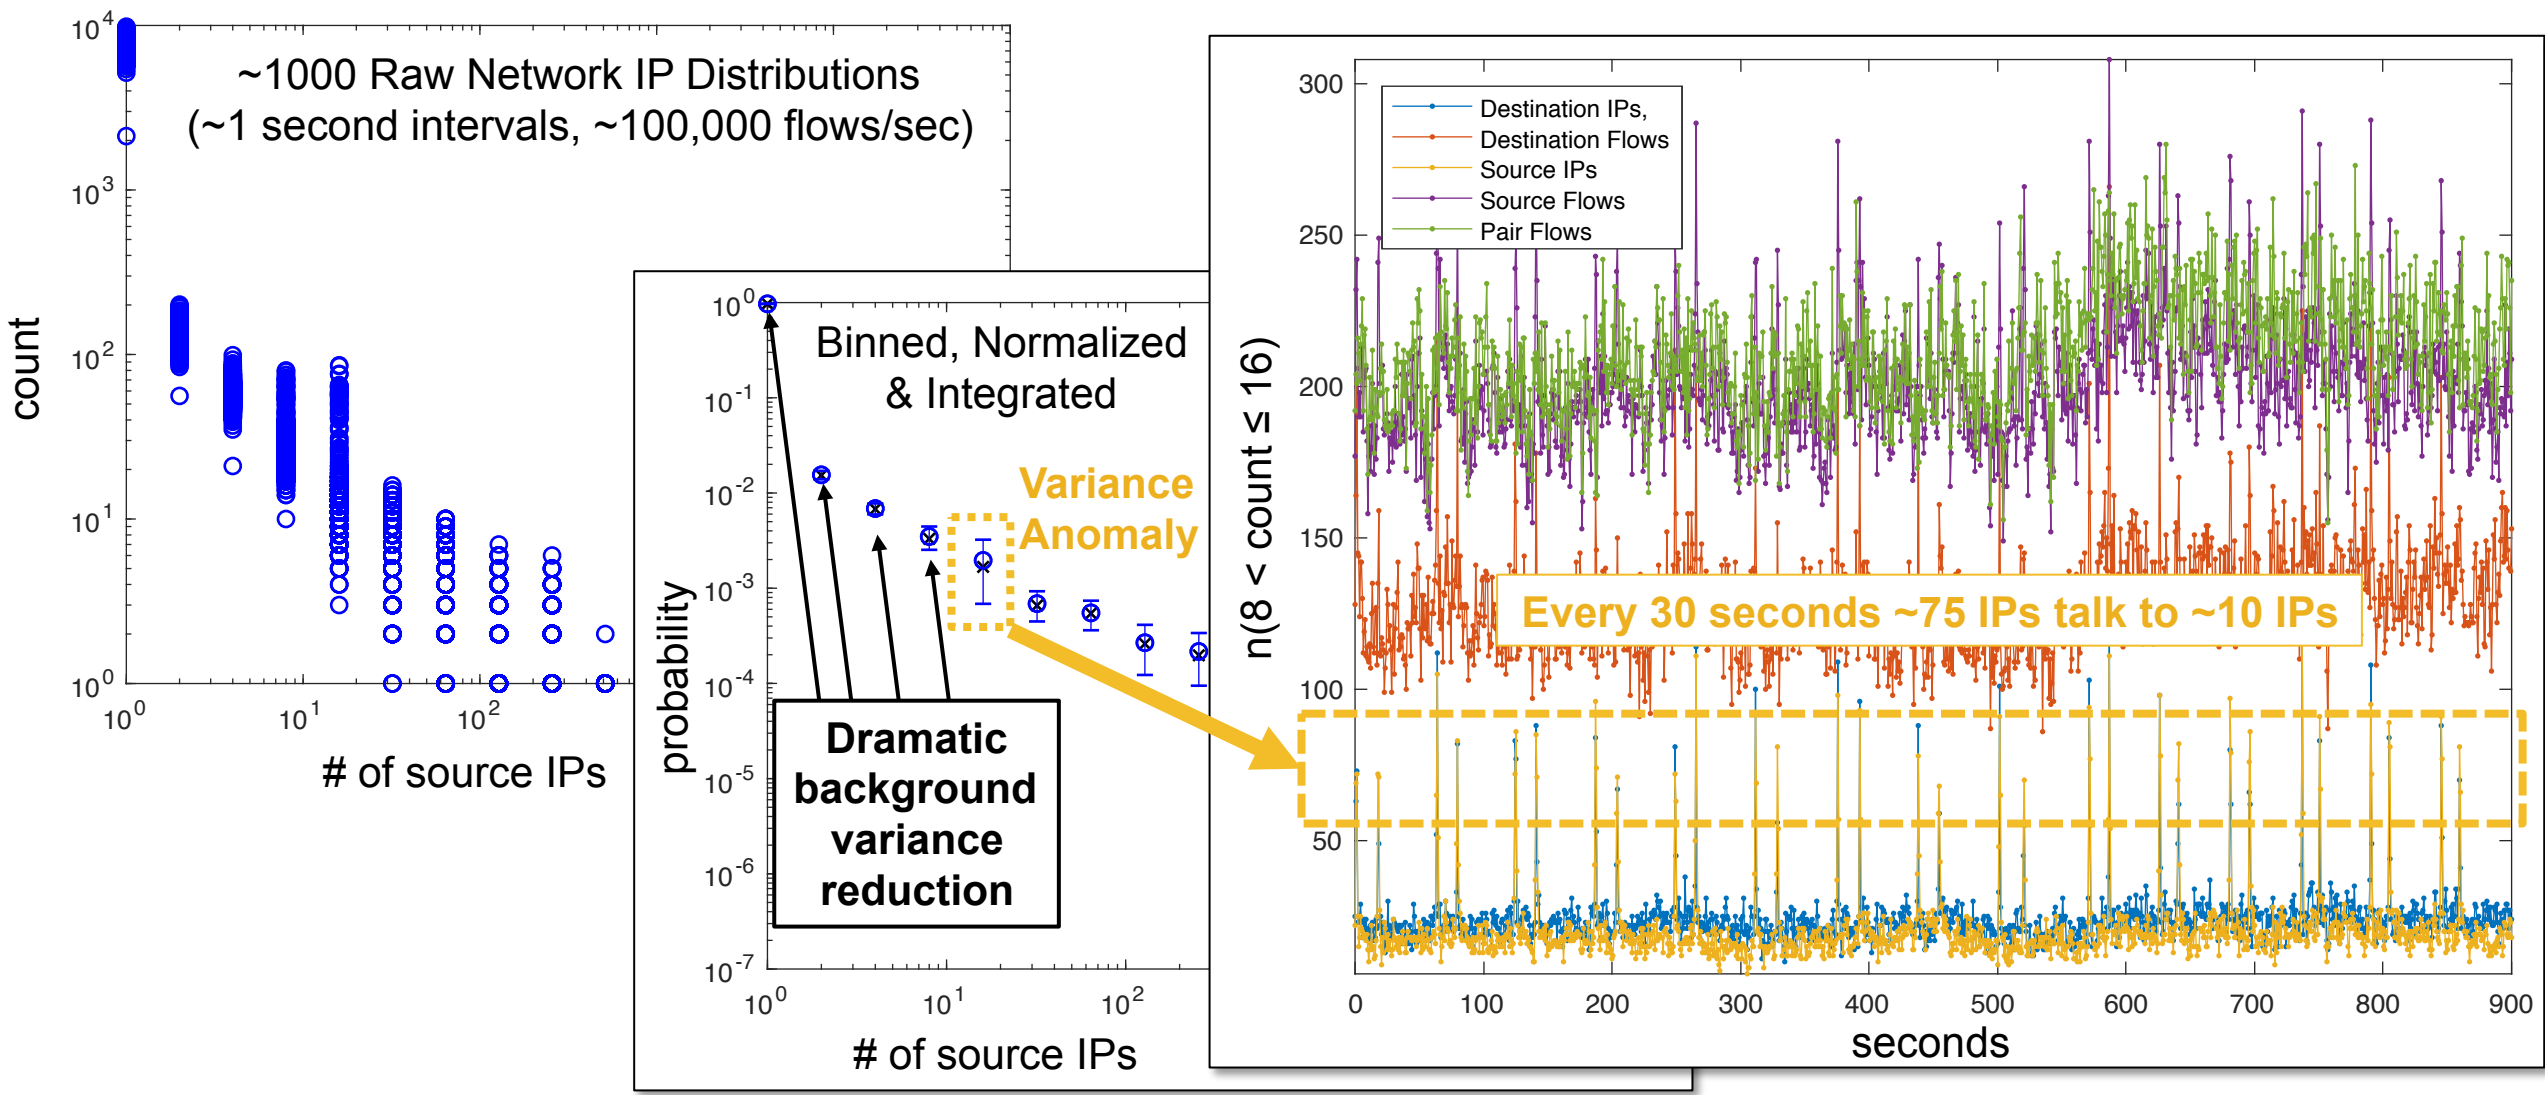 ~1000 Raw Network IP Distributions
(~1 second intervals, ~100,000 flows/sec)
count
10^4
10^3
10^2
10^1
10^0
10^0
10^1
10^2
# of source IPs
Binned, Normalized
& Integrated
Variance
Anomaly
probability
10^0
10^-1
10^-2
10^-3
10^-4
10^-5
10^-6
10^-7
Dramatic
background
variance
reduction
10^0
10^1
10^2
# of source IPs
n(8 < count ≤ 16)
300
250
200
150
100
50
Destination IPs,
Destination Flows
Source IPs
Source Flows
Pair Flows
Every 30 seconds ~75 IPs talk to ~10 IPs
0
100
200
300
400
500
600
700
800
900
seconds